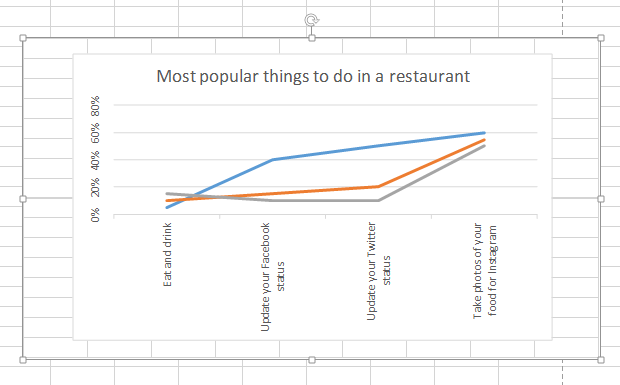 Most popular things to do in a restaurant
80%
60%
40%
20%
0%
Eat and drink
Update your Facebook
status
Update your Twitter
status
Take photos of your
food for Instagram